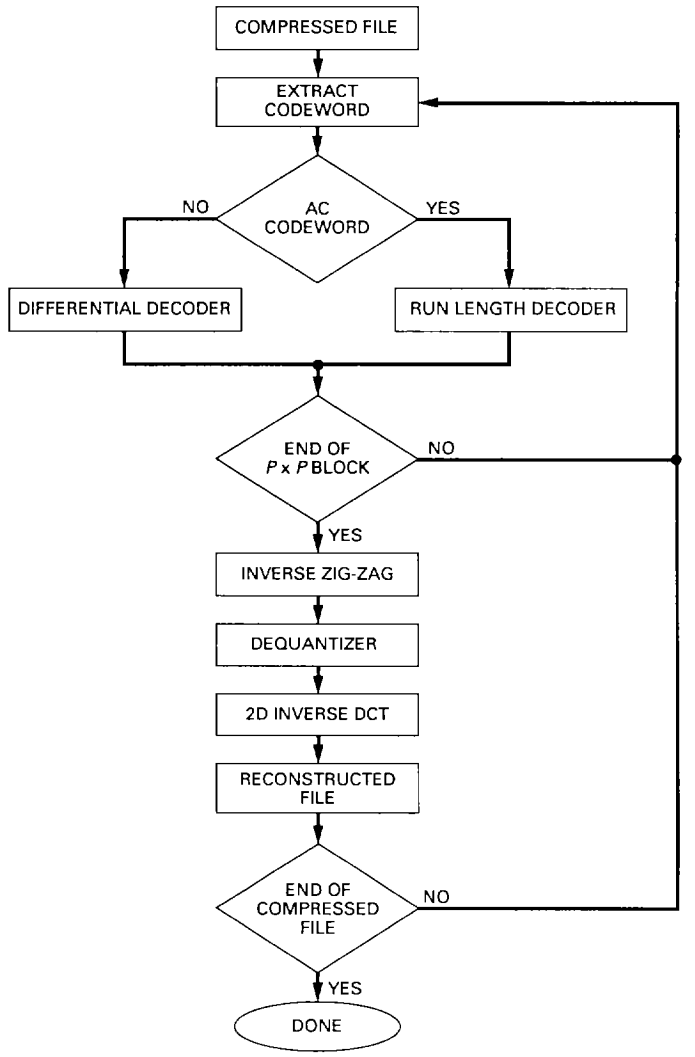 COMPRESSED FILE
EXTRACT
CODEWORD
NO
AC
CODEWORD
YES
DIFFERENTIAL DECODER
RUN LENGTH DECODER
END OF
P x P BLOCK
NO
YES
INVERSE ZIG-ZAG
DEQUANTIZER
2D INVERSE DCT
RECONSTRUCTED
FILE
END OF
COMPRESSED
FILE
NO
YES
DONE